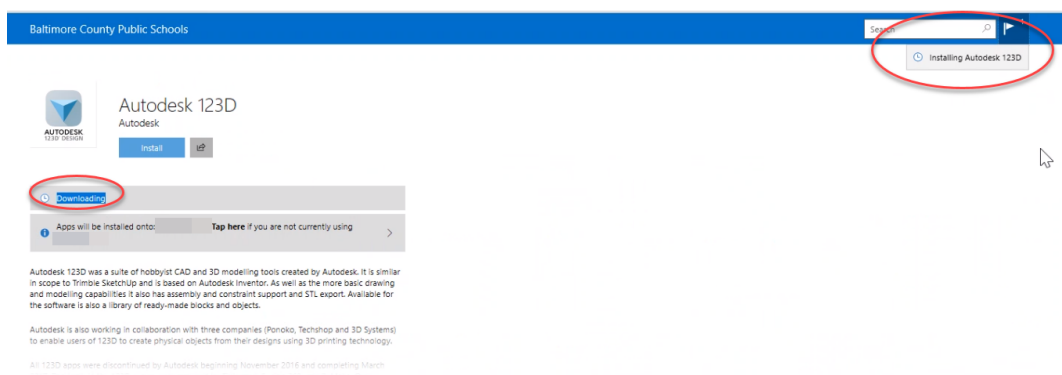 Baltimore County Public Schools
Search
1
Installing Autodesk 123D
Autodesk 123D
Autodesk
AUTODESK
123D DESIGN
Install
Downloading
Apps will be installed onto: Tap here if you are not currently using
Autodesk 123D was a suite of hobbyist CAD and 3D modelling tools created by Autodesk. It is similar
in scope to Trimble SketchUp and is based on Autodesk Inventor. As well as the more basic drawing
and modelling capabilities it also has assembly and constraint support and STL export. Available for
the software is also a library of ready-made blocks and objects.
Autodesk is also working in collaboration with three companies (Ponoko, Techshop and 3D Systems)
to enable users of 123D to create physical objects from their designs using 3D printing technology.
All 123D apps were discontinued by Autodesk beginning November 2016 and completing March